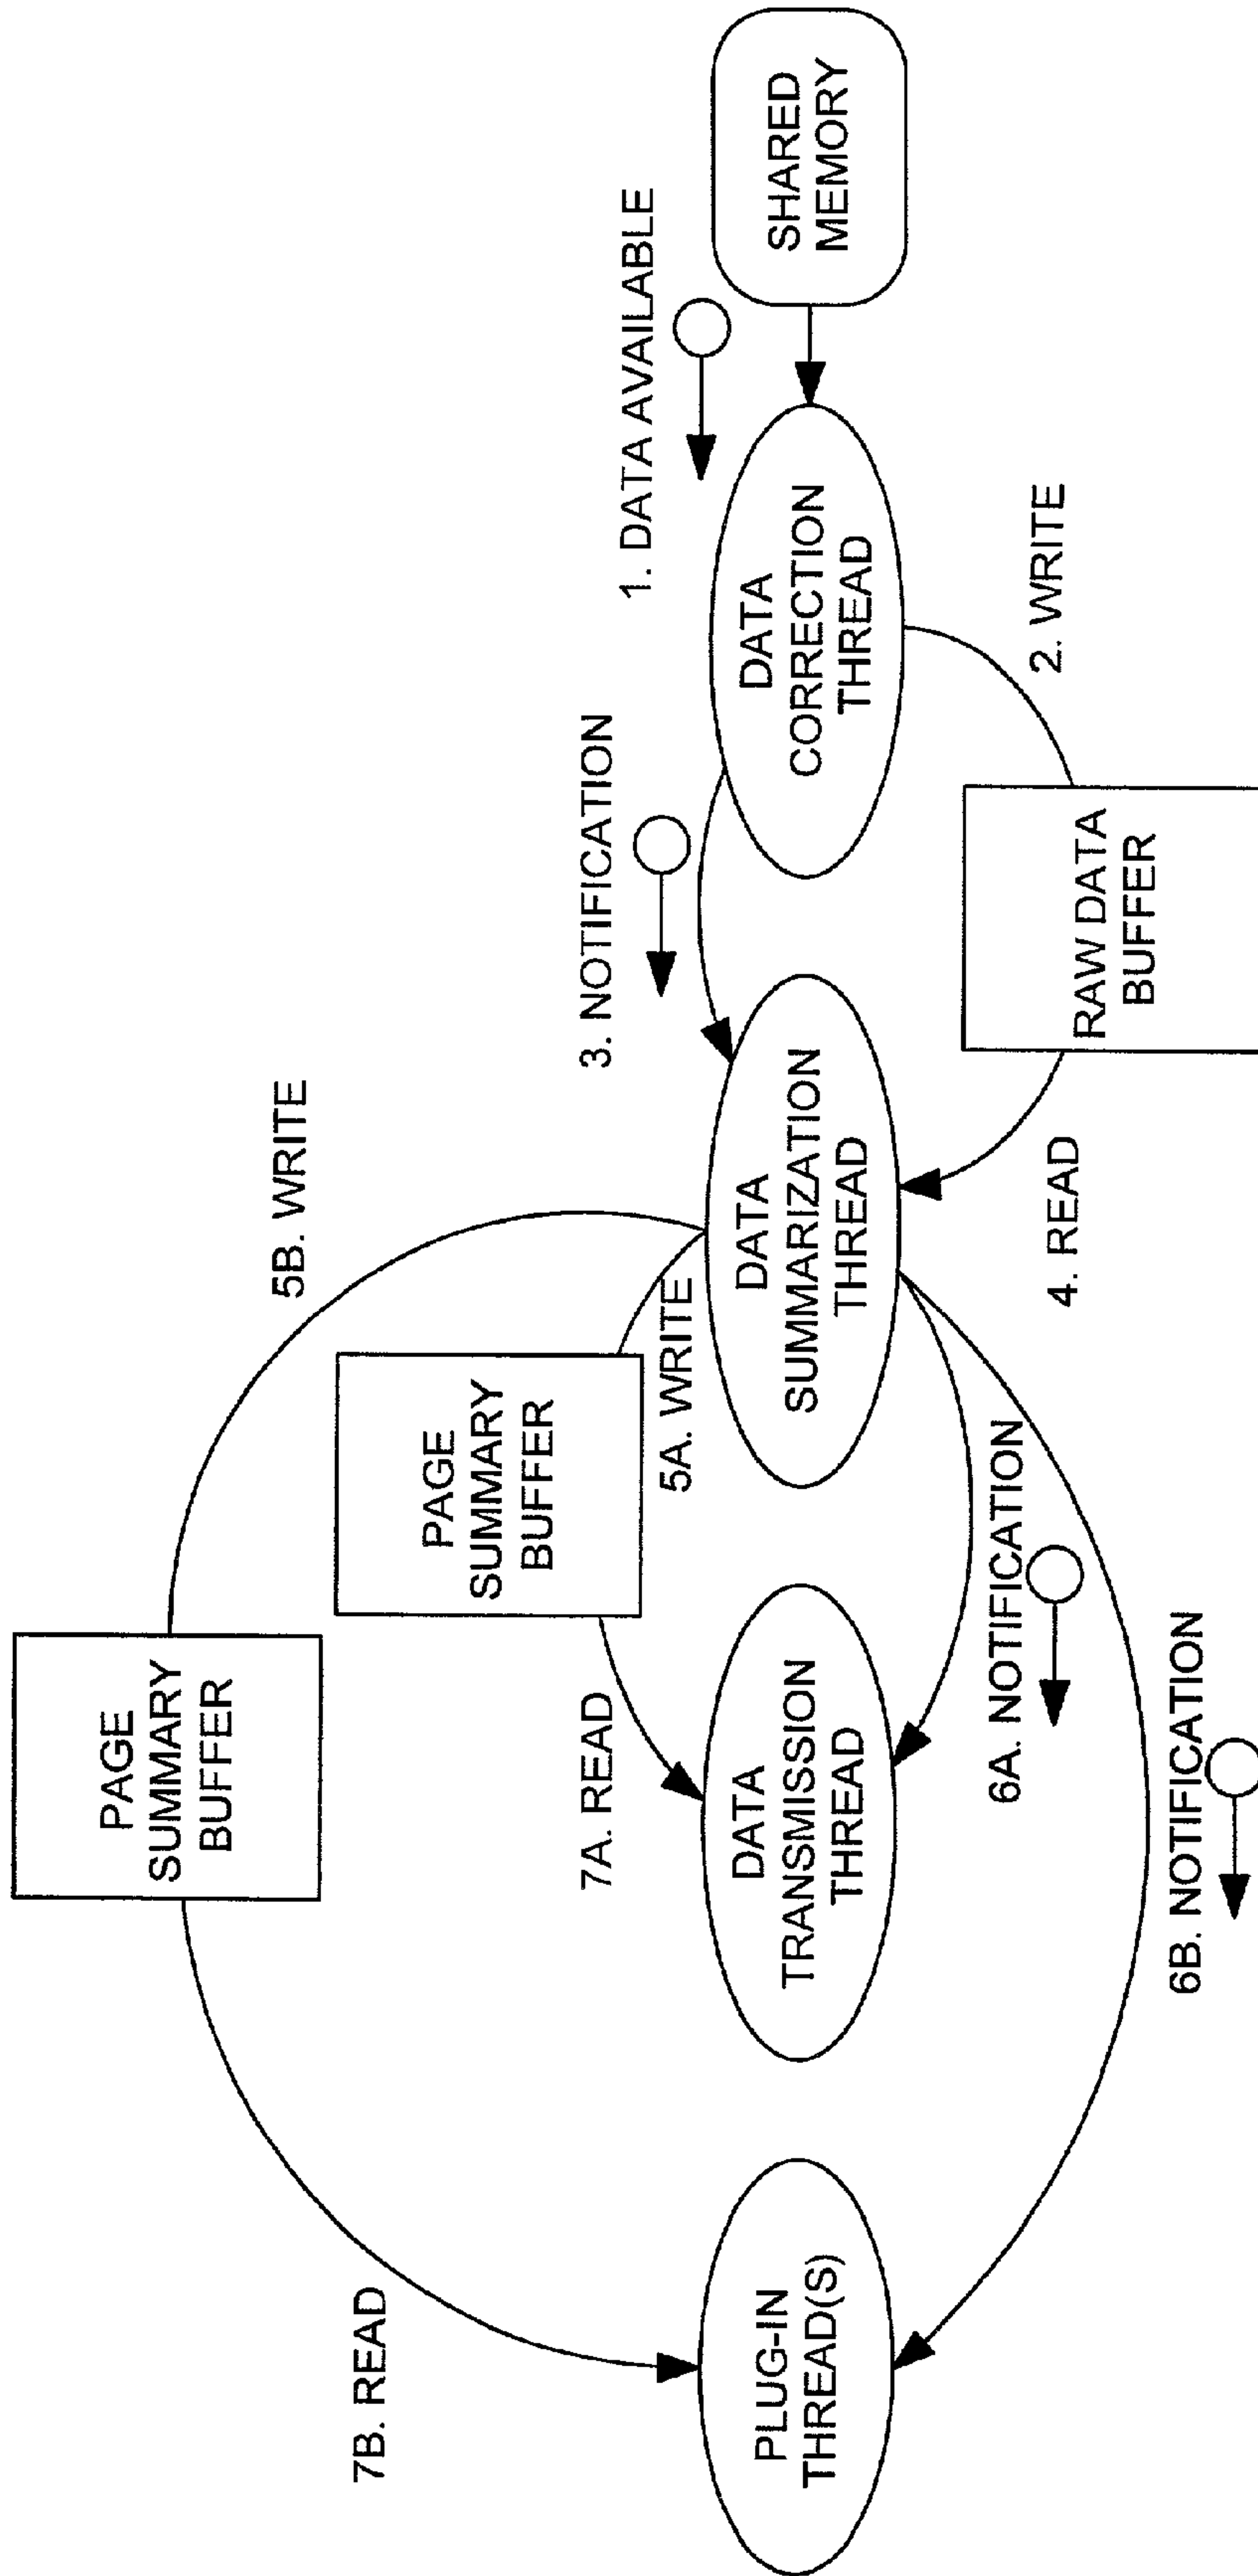 PAGE
SUMMARY
BUFFER
5B. WRITE
7B. READ
PAGE
SUMMARY
BUFFER
7A. READ
5A. WRITE
3. NOTIFICATION
1. DATA AVAILABLE
PLUG-IN
THREAD(S)
DATA
TRANSMISSION
THREAD
DATA
SUMMARIZATION
THREAD
DATA
CORRECTION
THREAD
SHARED
MEMORY
6A. NOTIFICATION
4. READ
RAW DATA
BUFFER
2. WRITE
6B. NOTIFICATION